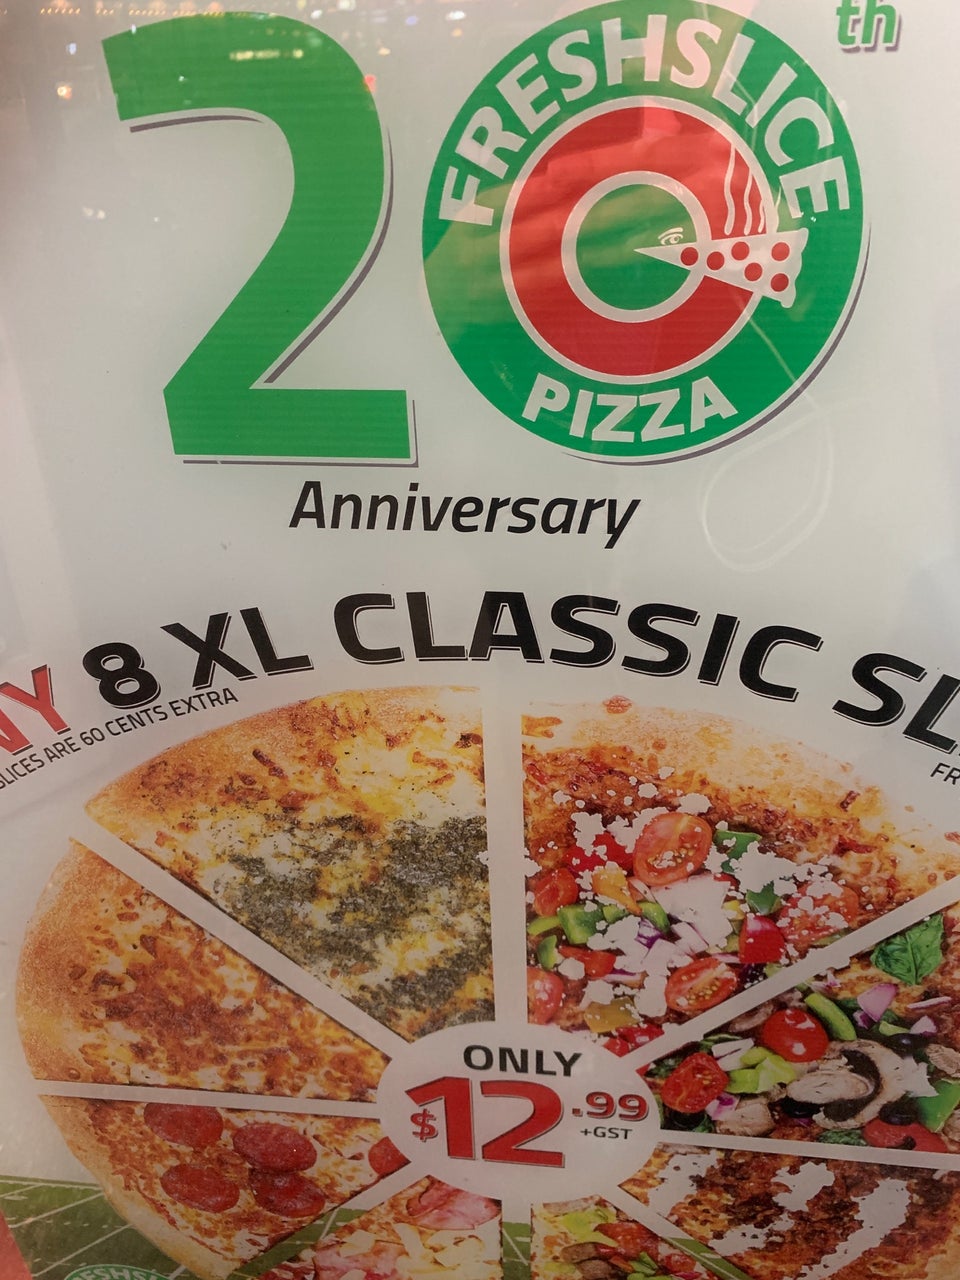 20th
FRESHSLICE
PIZZA
Anniversary
8 XL CLASSIC
SLICES ARE 60 CENTS EXTRA
ONLY
$12.99
+GST